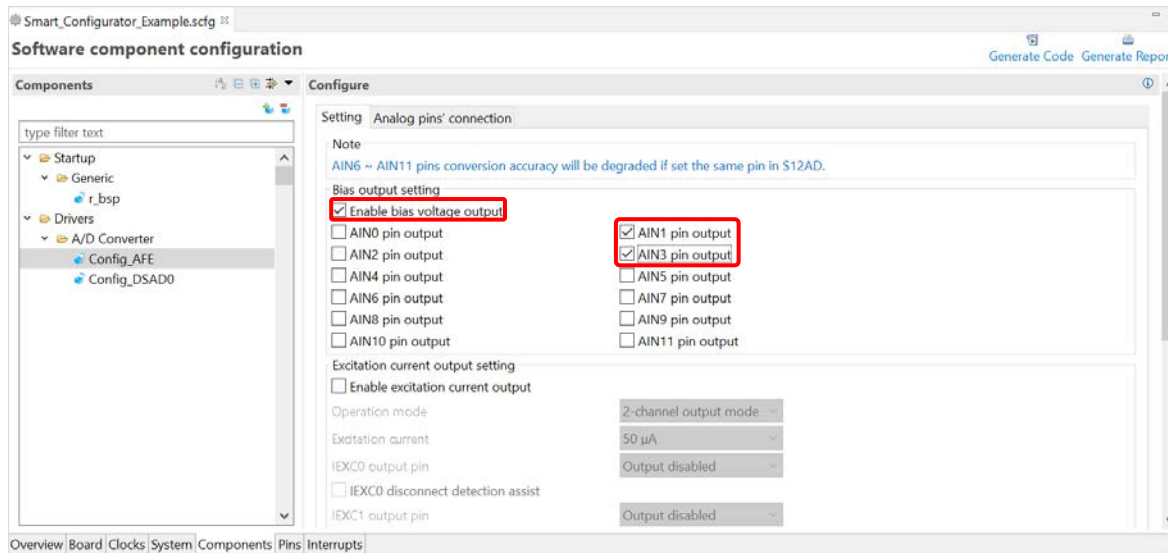 Smart_Configurator_Example.scfg
Software component configuration
Generate Code Generate Repor
Components
Configure
type filter text
Startup
Generic
r_bsp
Drivers
A/D Converter
Config_AFE
Config_DSAD0
Setting Analog pins' connection
Note
AIN6 ~ AIN11 pins conversion accuracy will be degraded if set the same pin in S12AD.
Bias output setting
Enable bias voltage output
AIN0 pin output AIN1 pin output
AIN2 pin output AIN3 pin output
AIN4 pin output AIN5 pin output
AIN6 pin output AIN7 pin output
AIN8 pin output AIN9 pin output
AIN10 pin output AIN11 pin output
Excitation current output setting
Enable excitation current output
Operation mode 2-channel output mode
Excitation current 50 μA
IEXC0 output pin Output disabled
IEXC0 disconnect detection assist
IEXC1 output pin Output disabled
Overview Board Clocks System Components Pins Interrupts